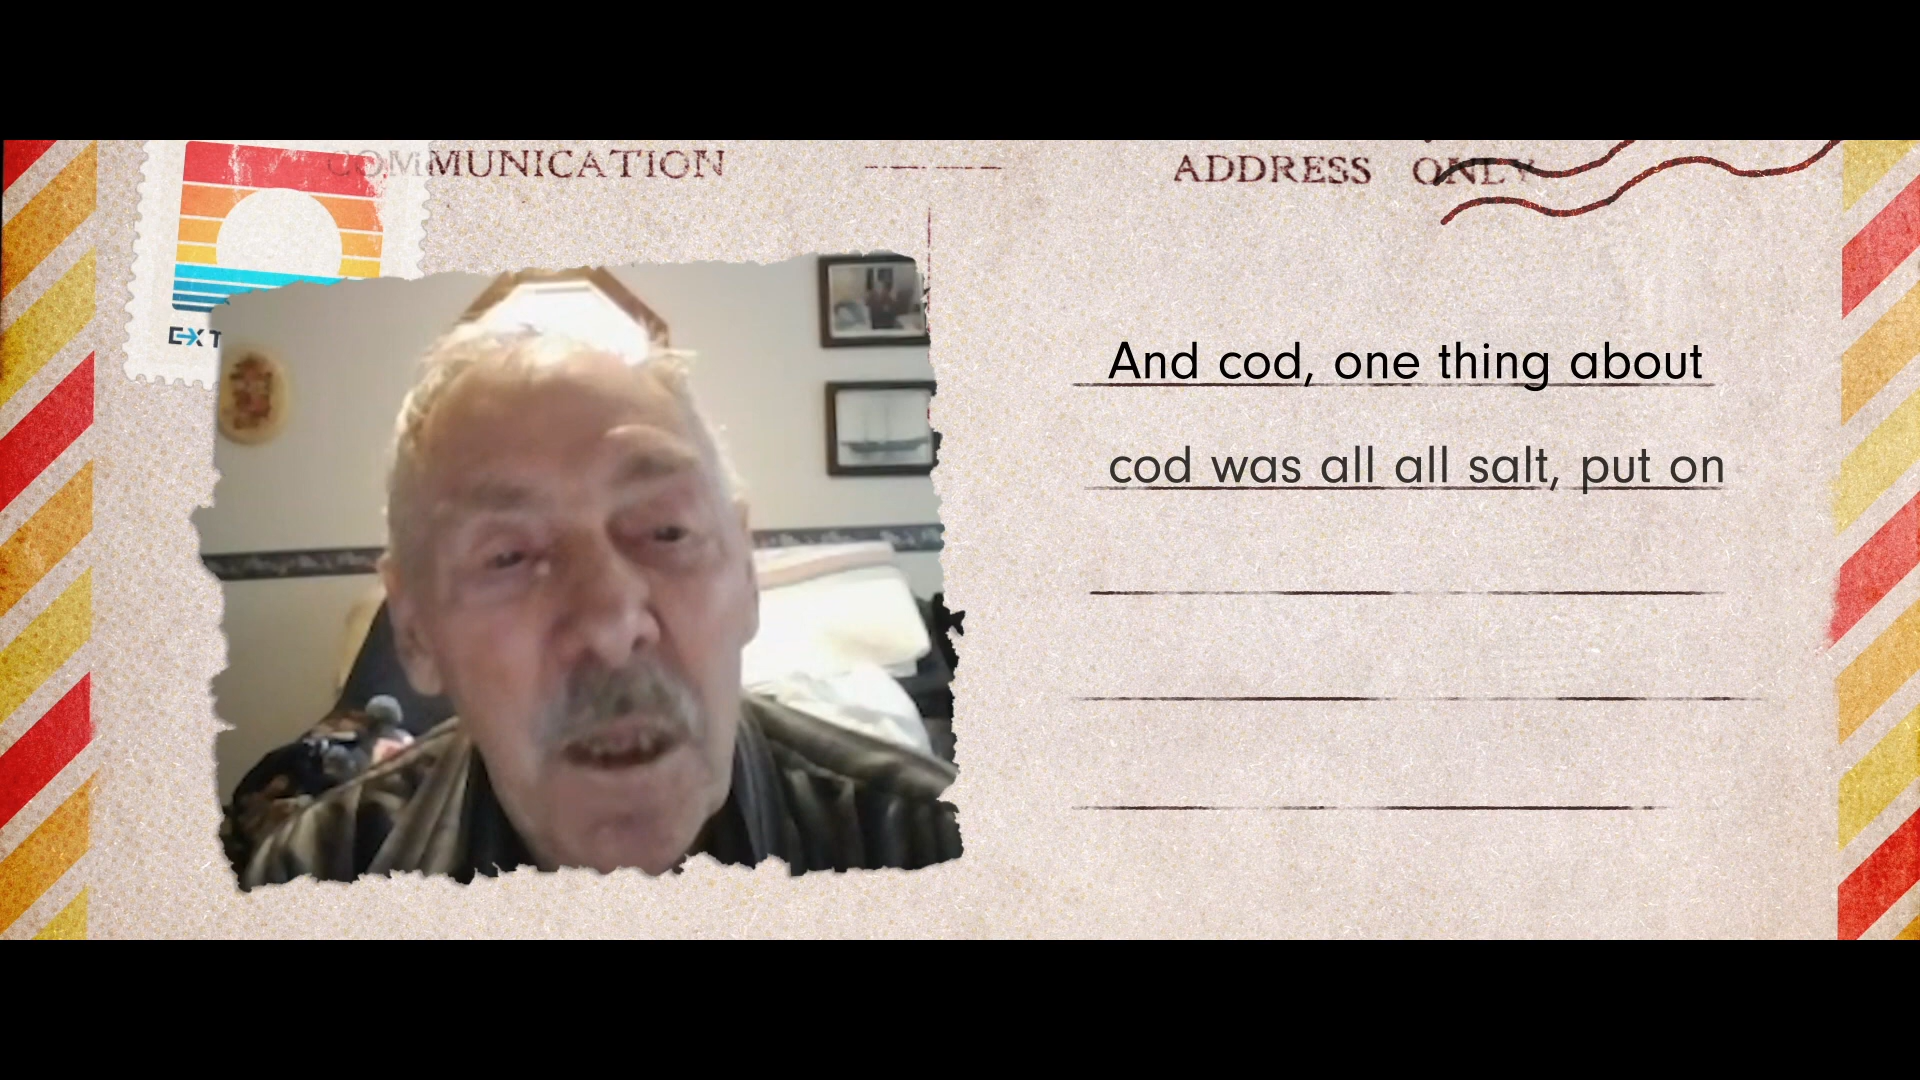 COMMUNICATION
ADDRESS ONLY
And cod, one thing about
cod was all all salt, put on